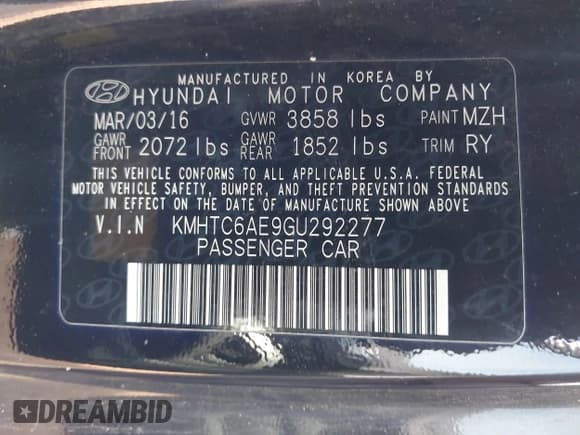 MANUFACTURED IN KOREA BY
HYUNDAI MOTOR COMPANY
MAR/03/16 GVWR 3858 lbs PAINT MZH
GAWR FRONT 2072 lbs GAWR REAR 1852 lbs TRIM RY
THIS VEHICLE CONFORMS TO ALL APPLICABLE U.S.A. FEDERAL
MOTOR VEHICLE SAFETY, BUMPER, AND THEFT PREVENTION STANDARDS
IN EFFECT ON THE DATE OF MANUFACTURE SHOWN ABOVE.
V.I.N KMHTC6AE9GU292277
PASSENGER CAR
DREAMBID